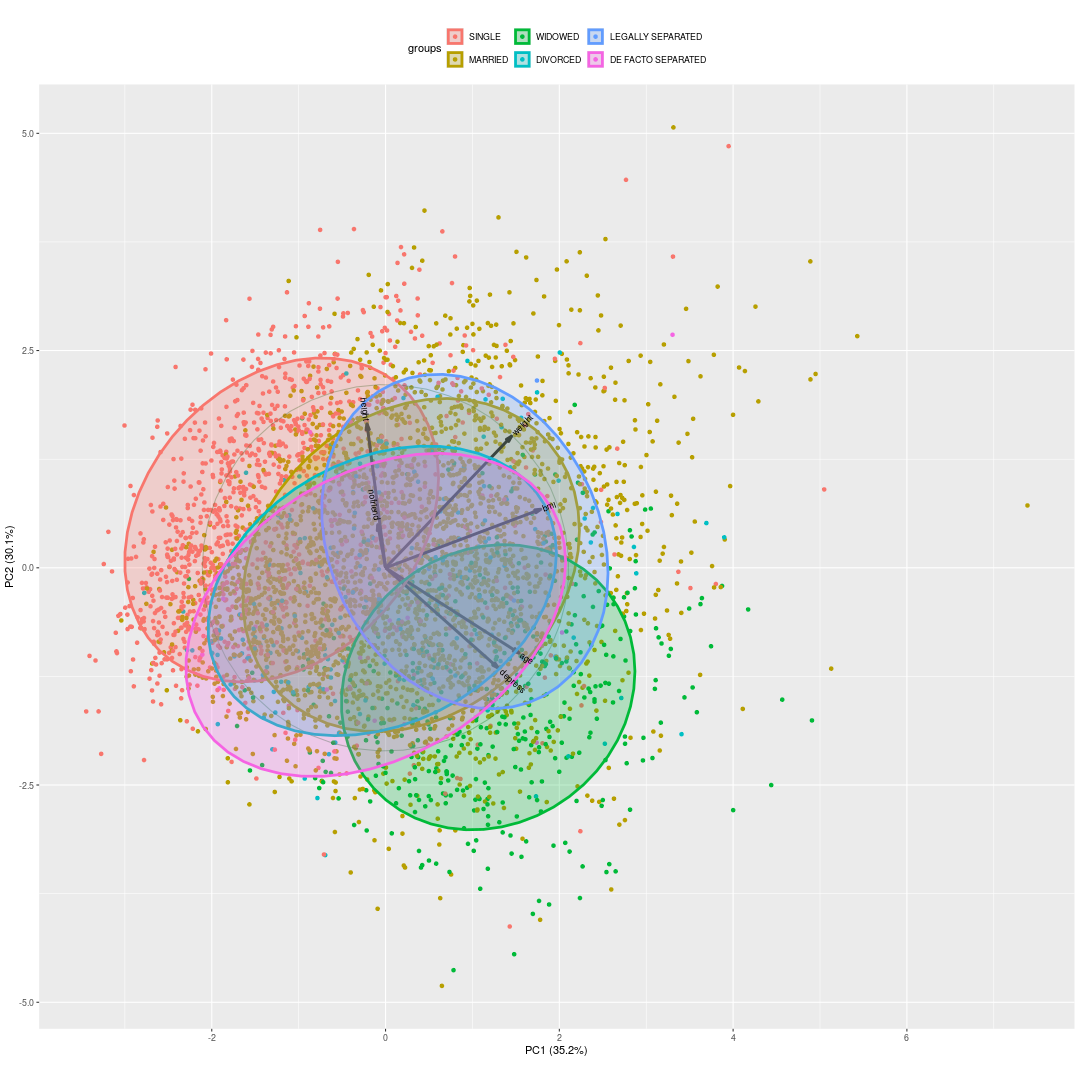 groups
SINGLE WIDOWED LEGALLY SEPARATED
MARRIED DIVORCED DE FACTO SEPARATED
5.0
2.5
0.0
-2.5
-5.0
PC2 (30.1%)
height
weight
nofriend
bmi
age
depress
-2 0 2 4 6
PC1 (35.2%)